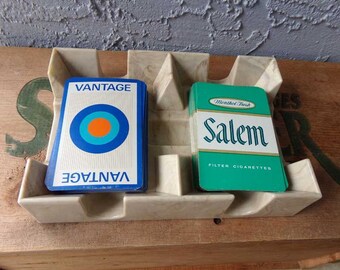 VANTAGE
VANTAGE
Menthol Fresh
Salem
FILTER CIGARETTES